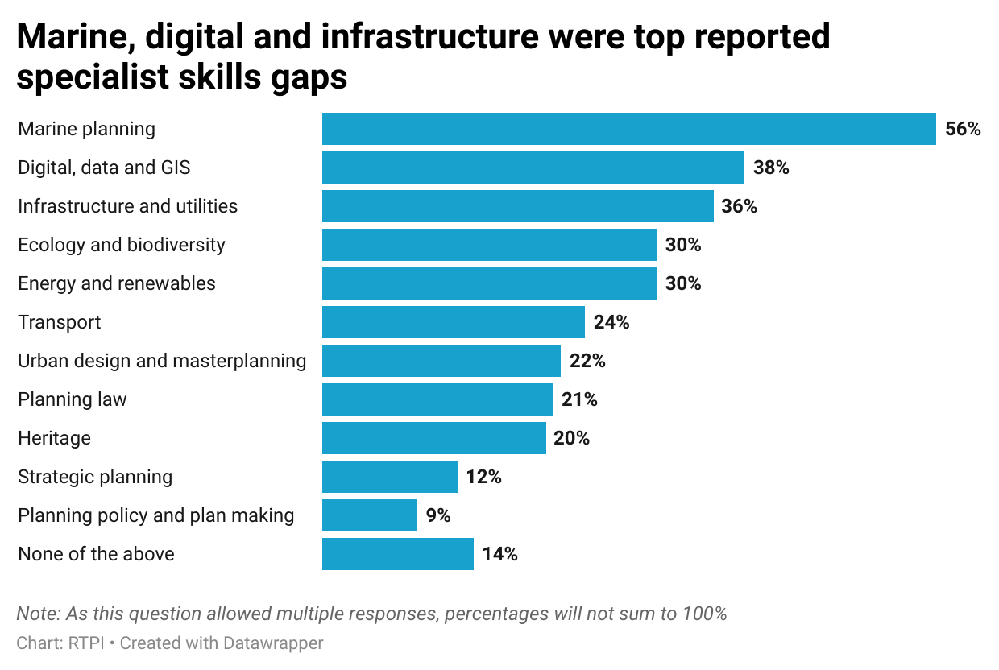 Marine, digital and infrastructure were top reported
specialist skills gaps
Marine planning 56%
Digital, data and GIS 38%
Infrastructure and utilities 36%
Ecology and biodiversity 30%
Energy and renewables 30%
Transport 24%
Urban design and masterplanning 22%
Planning law 21%
Heritage 20%
Strategic planning 12%
Planning policy and plan making 9%
None of the above 14%
Note: As this question allowed multiple responses, percentages will not sum to 100%
Chart: RTPI • Created with Datawrapper